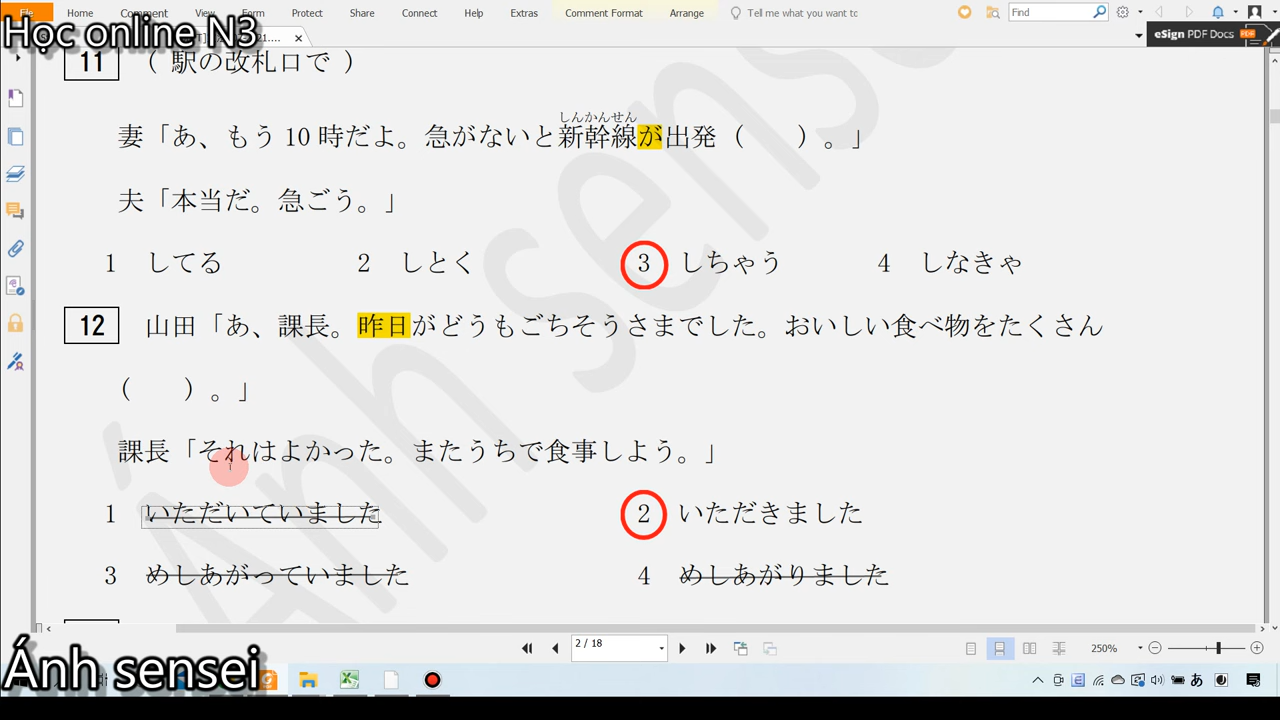 File Home Comment View Form Protect Share Connect Help Extras Comment Format Arrange Tell me what you want to Find
Học online N3
eSign PDF Docs
11 ( 駅の改札口で )
しんかんせん
妻「あ、もう 10 時だよ。急がないと新幹線が出発 ( ) 。」
夫「本当だ。急ごう。」
1 してる 2 しとく 3 しちゃう 4 しなきゃ
12 山田「あ、課長。昨日がどうもごちそうさまでした。おいしい食べ物をたくさん
( ) 。」
課長「それはよかった。またうちで食事しよう。」
1 いただいていました 2 いただきました
3 めしあがっていました 4 めしあがりました
Ánh sensei
2 / 18
250%
Ánh sensei